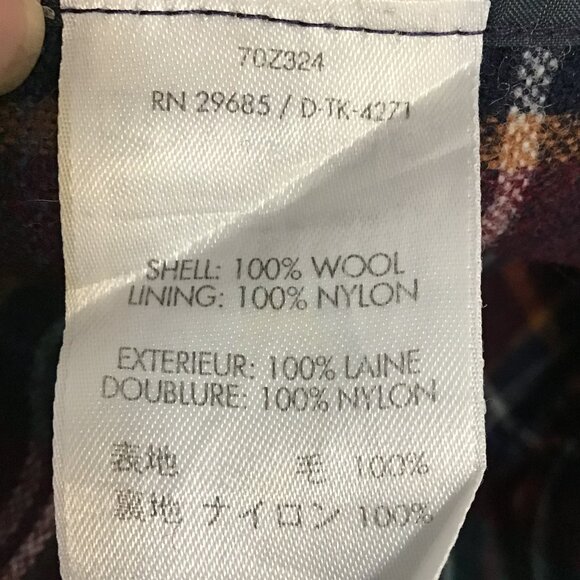 70Z324
RN 29685 / D-TK-4271
SHELL: 100% WOOL
LINING: 100% NYLON
EXTERIEUR: 100% LAINE
DOUBLURE: 100% NYLON
表地 毛 100%
裏地 ナイロン 100%